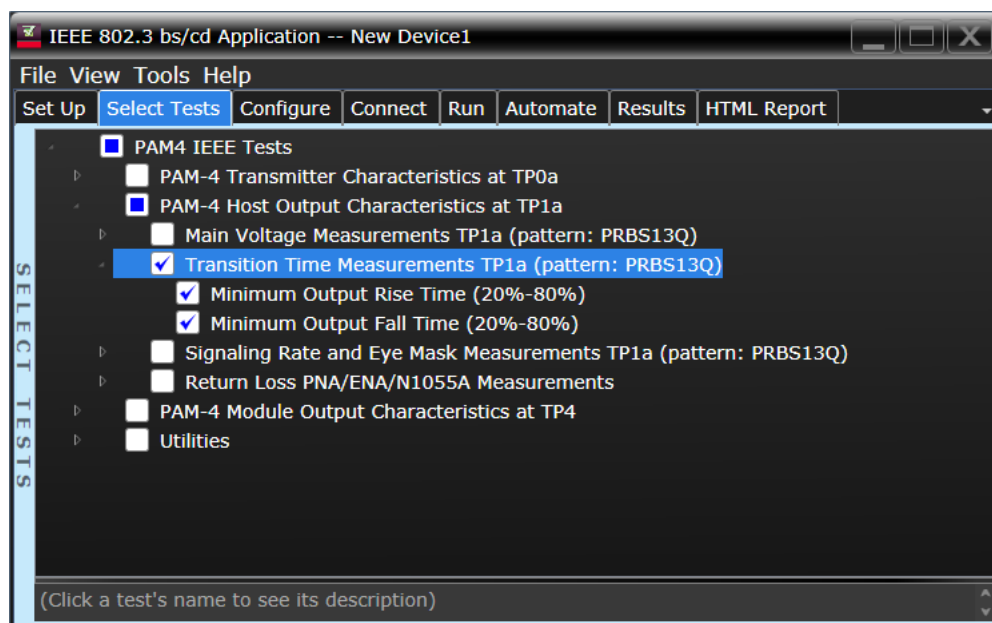 IEEE 802.3 bs/cd Application -- New Device1
File View Tools Help
Set Up Select Tests Configure Connect Run Automate Results HTML Report
SELECT TESTS
PAM4 IEEE Tests
PAM-4 Transmitter Characteristics at TP0a
PAM-4 Host Output Characteristics at TP1a
Main Voltage Measurements TP1a (pattern: PRBS13Q)
Transition Time Measurements TP1a (pattern: PRBS13Q)
Minimum Output Rise Time (20%-80%)
Minimum Output Fall Time (20%-80%)
Signaling Rate and Eye Mask Measurements TP1a (pattern: PRBS13Q)
Return Loss PNA/ENA/N1055A Measurements
PAM-4 Module Output Characteristics at TP4
Utilities
(Click a test's name to see its description)